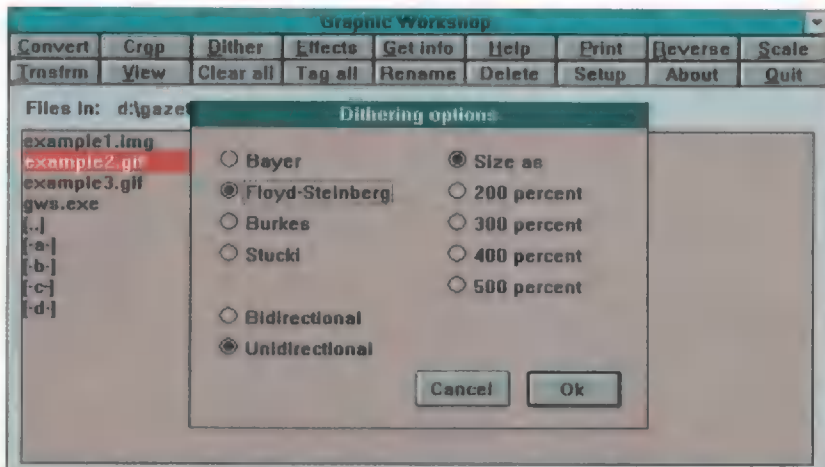 Graphic Workshop
Convert Crop Dither Effects Get info Help Print Reverse Scale
Trnsfrm View Clear all Tag all Rename Delete Setup About Quit
Files in: d:\gazet
Dithering options
example1.img
example2.gif
example3.gif
gws.exe
[..]
[-a-]
[-b-]
[-c-]
[-d-]
Bayer
Floyd-Steinberg
Burkes
Stucki
Bidirectional
Unidirectional
Size as
200 percent
300 percent
400 percent
500 percent
Cancel Ok